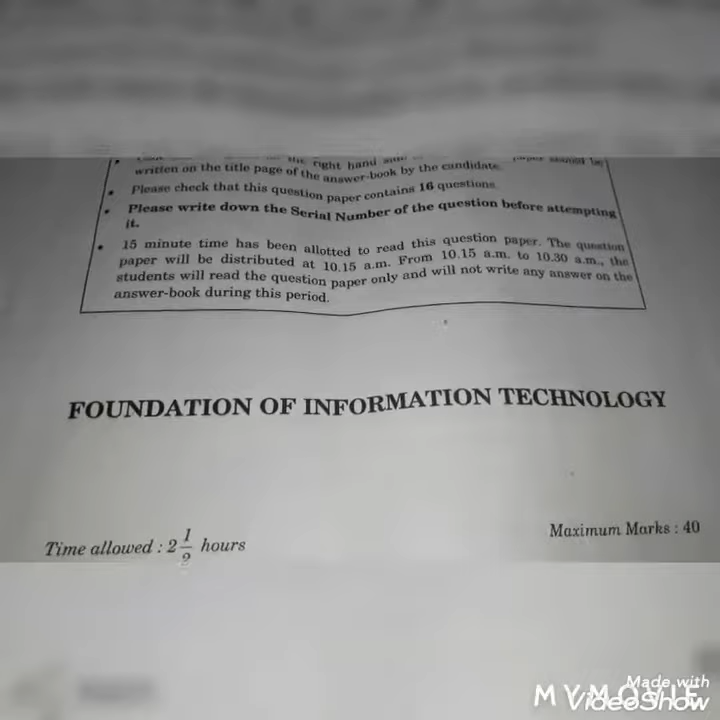 the right hand
written on the title page of the answer-book by the candidate.
• Please check that this question paper contains 16 questions.
• Please write down the Serial Number of the question before attempting
it.
• 15 minute time has been allotted to read this question paper. The question
paper will be distributed at 10.15 a.m. From 10.15 a.m. to 10.30 a.m., the
students will read the question paper only and will not write any answer on the
answer-book during this period.
FOUNDATION OF INFORMATION TECHNOLOGY
Time allowed : 2 1/2 hours
Maximum Marks : 40
Made with
MYMOVIE
VideoShow